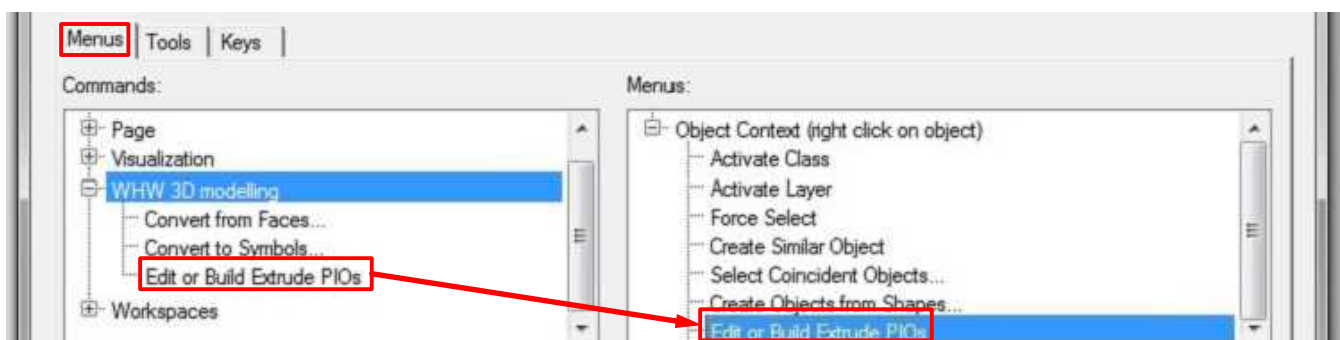 Menus Tools Keys
Commands: Menus:
Page
Visualization
WHW 3D modelling
Convert from Faces...
Convert to Symbols...
Edit or Build Extrude PIOs
Workspaces
Object Context (right click on object)
Activate Class
Activate Layer
Force Select
Create Similar Object
Select Coincident Objects...
Create Objects from Shapes...
Edit or Build Extrude PIOs